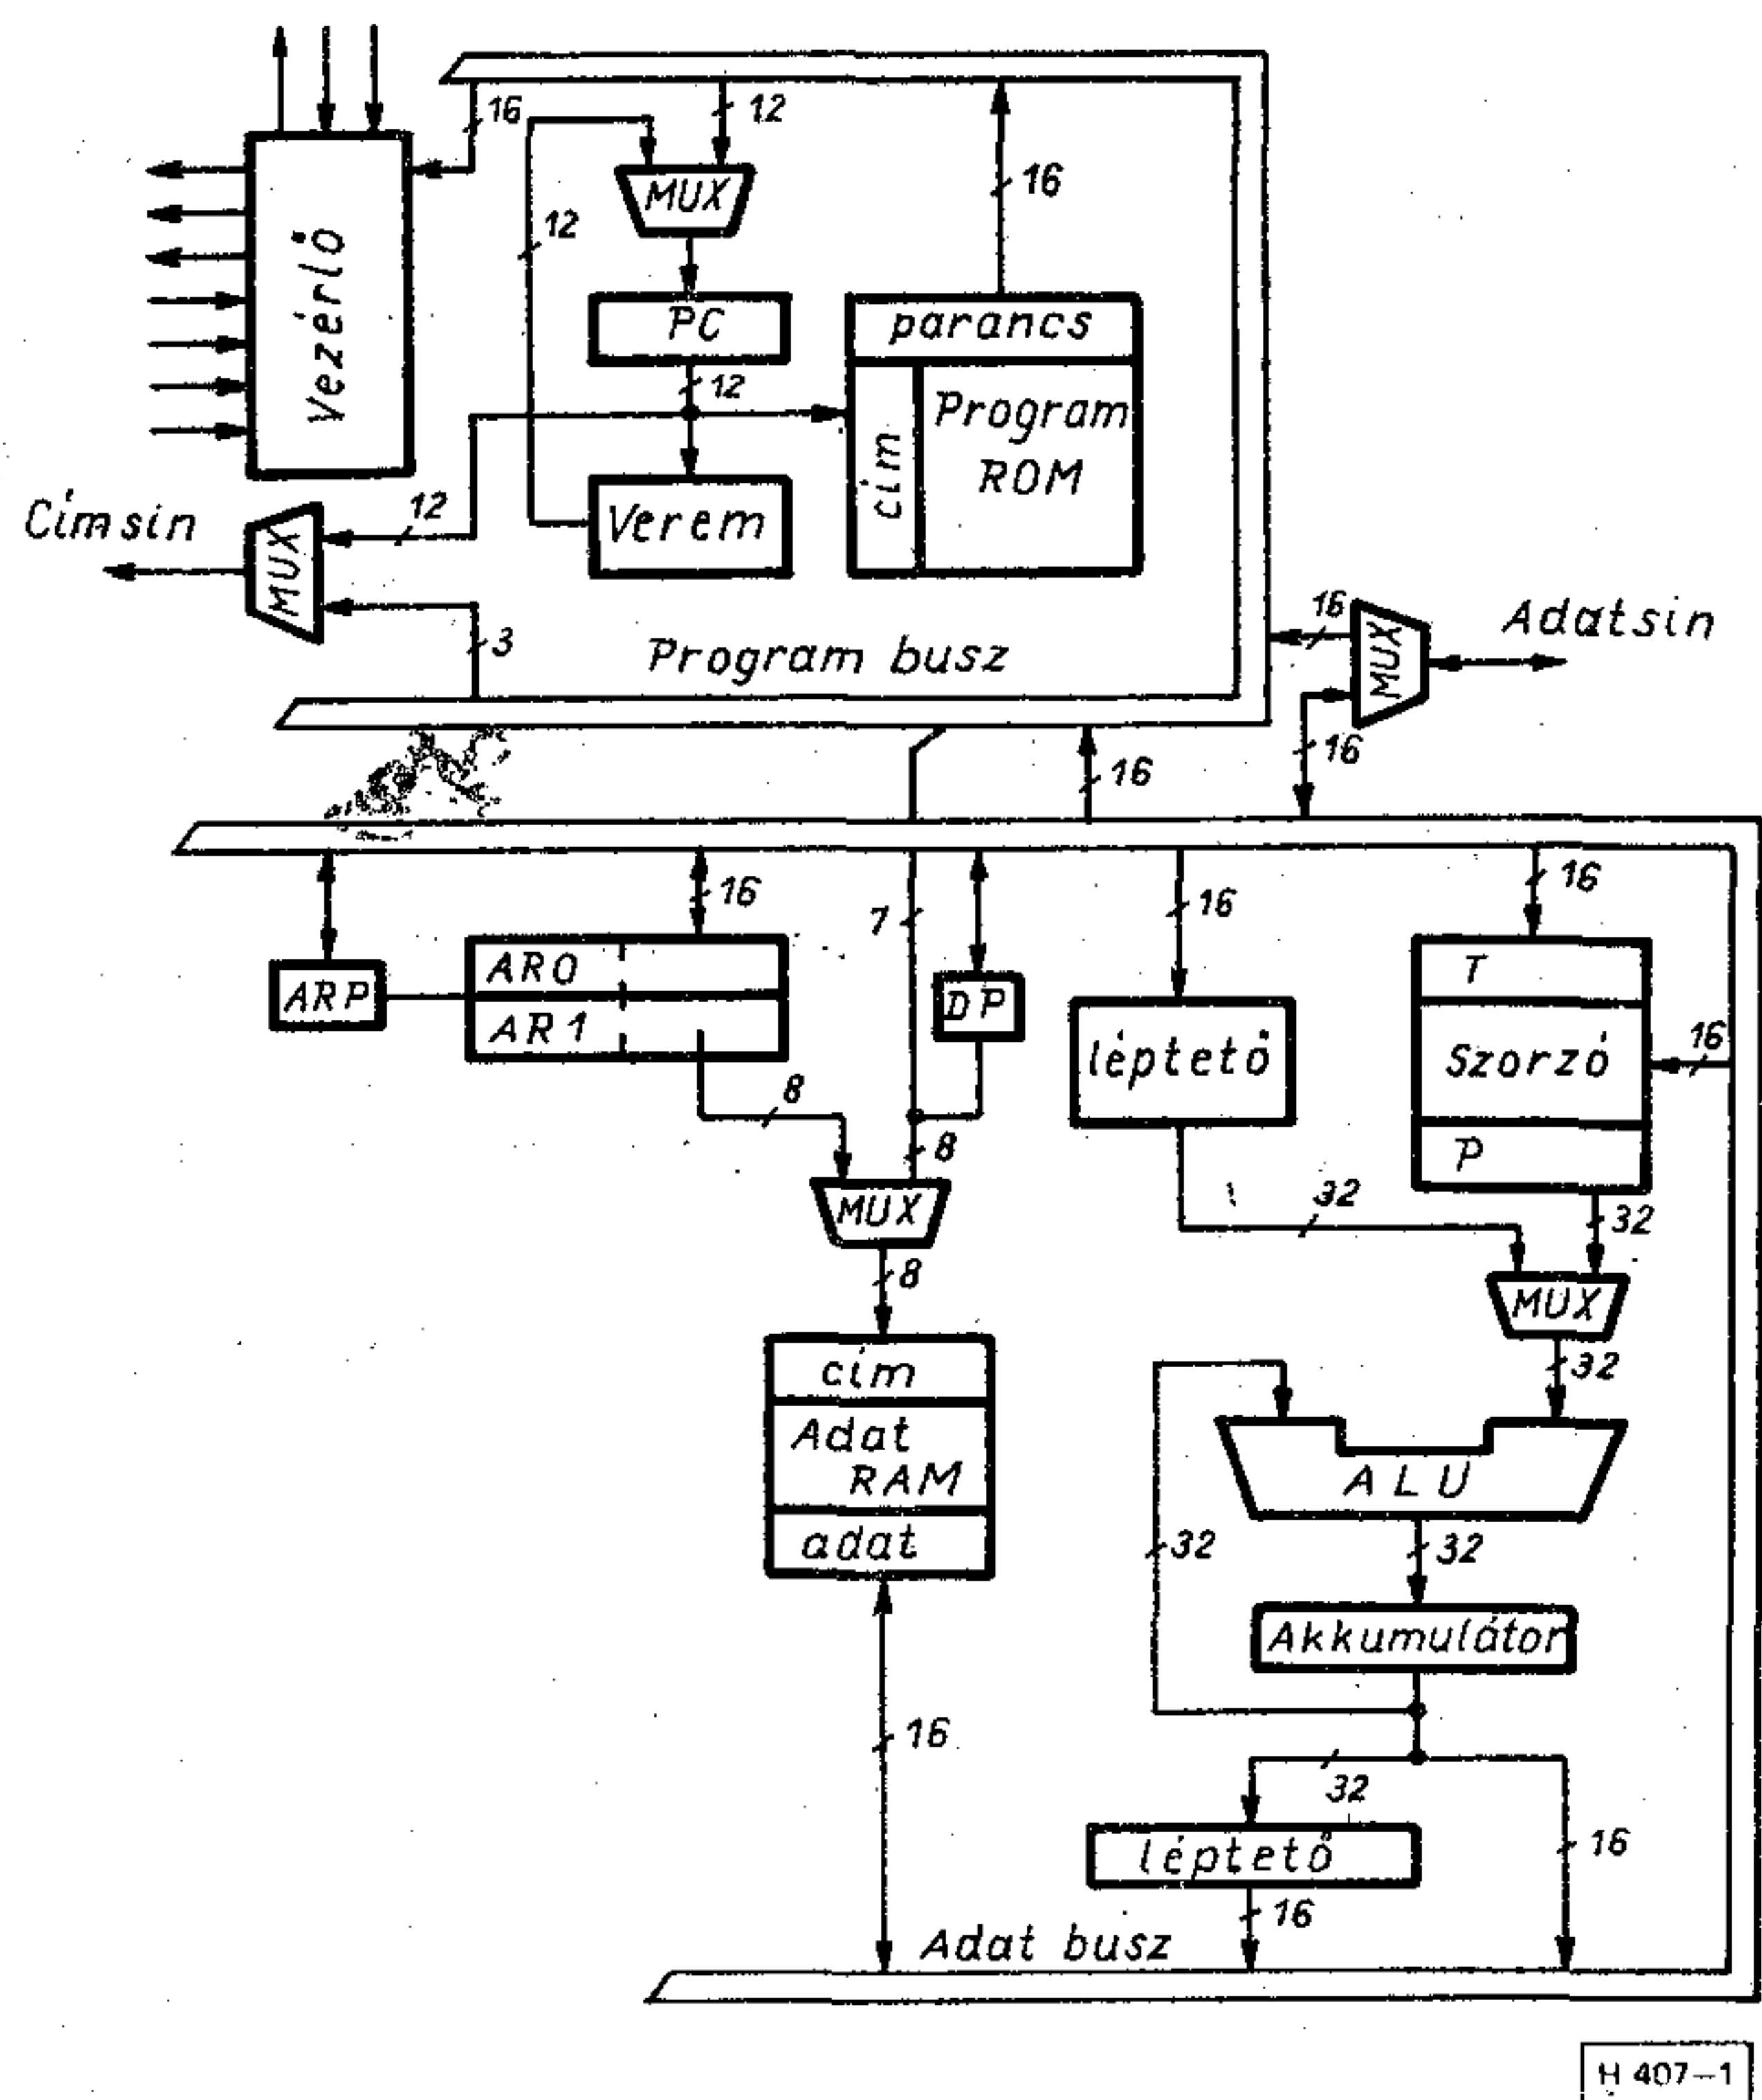 16
12
MUX
16
12
Vezérlő
PC
parancs
12
Program
ROM
cím
Címsin
12
Verem
MUX
16
Adatsin
MUX
3
Program busz
16
16
16
7
16
16
AR0
T
ARP
DP
AR1
léptető
Szorzó
16
8
8
P
MUX
32
32
8
MUX
cím
32
Adat
RAM
ALU
adat
32
32
Akkumulátor
16
32
léptető
16
16
Adat busz
H 407-1